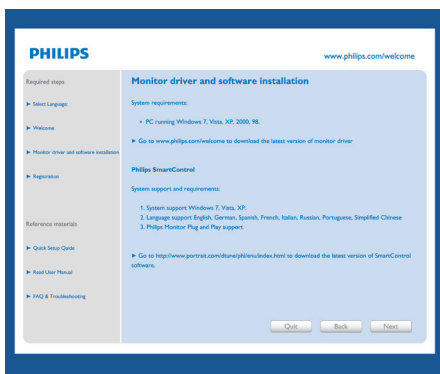 PHILIPS
www.philips.com/welcome
Required steps
► Select Language:
► Welcome
► Monitor driver and software installation
► Registration
Reference materials
► Quick Setup Quide
► Read User Manual
► FAQ & Troubleshooting
Monitor driver and software installation
System requirements:
• PC running Windows 7, Vista, XP, 2000, 98.
► Go to www.philips.com/welcome to download the latest version of monitor driver
Philips SmartControl
System support and requirements:
1. System support Windows 7, Vista, XP.
2. Language support English, German, Spanish, French, Italian, Russian, Portuguese, Simplified Chinese
3. Philips Monitor Plug and Play support
► Go to http://www.portrait.com/dtune/phl/enu/index.html to download the latest version of SmartControl
software.
Quit
Back
Next